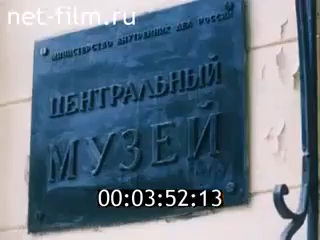 net-film.ru
МИНИСТЕРСТВО ВНУТРЕННИХ ДЕЛ РОССИИ
ЦЕНТРАЛЬНЫЙ
МУЗЕЙ
00:03:52:13